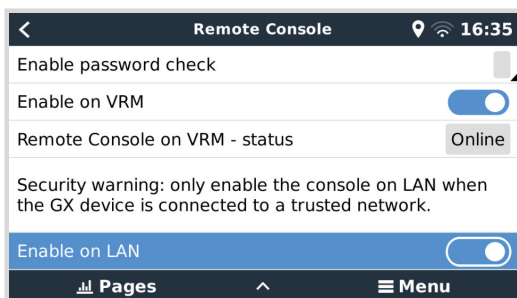 Remote Console
16:35
Enable password check
Enable on VRM
Remote Console on VRM - status
Online
Security warning: only enable the console on LAN when
the GX device is connected to a trusted network.
Enable on LAN
Pages
Menu